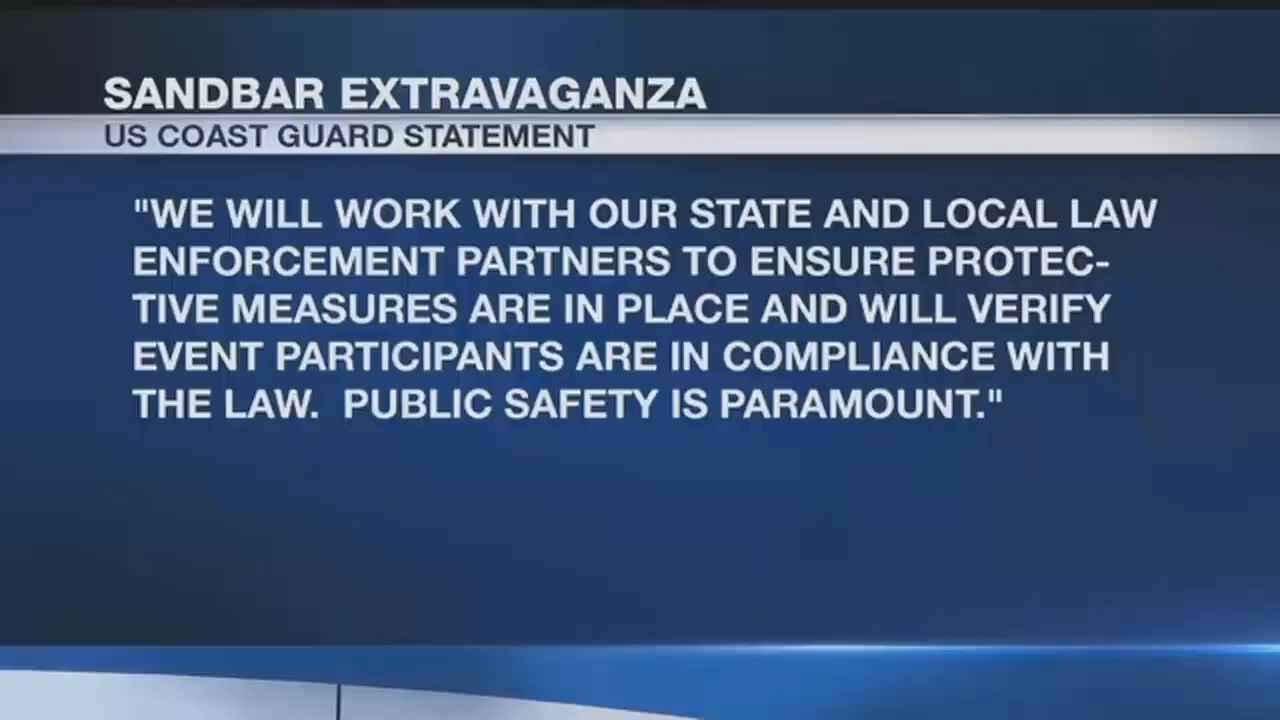 SANDBAR EXTRAVAGANZA
US COAST GUARD STATEMENT
"WE WILL WORK WITH OUR STATE AND LOCAL LAW
ENFORCEMENT PARTNERS TO ENSURE PROTEC-
TIVE MEASURES ARE IN PLACE AND WILL VERIFY
EVENT PARTICIPANTS ARE IN COMPLIANCE WITH
THE LAW.  PUBLIC SAFETY IS PARAMOUNT."